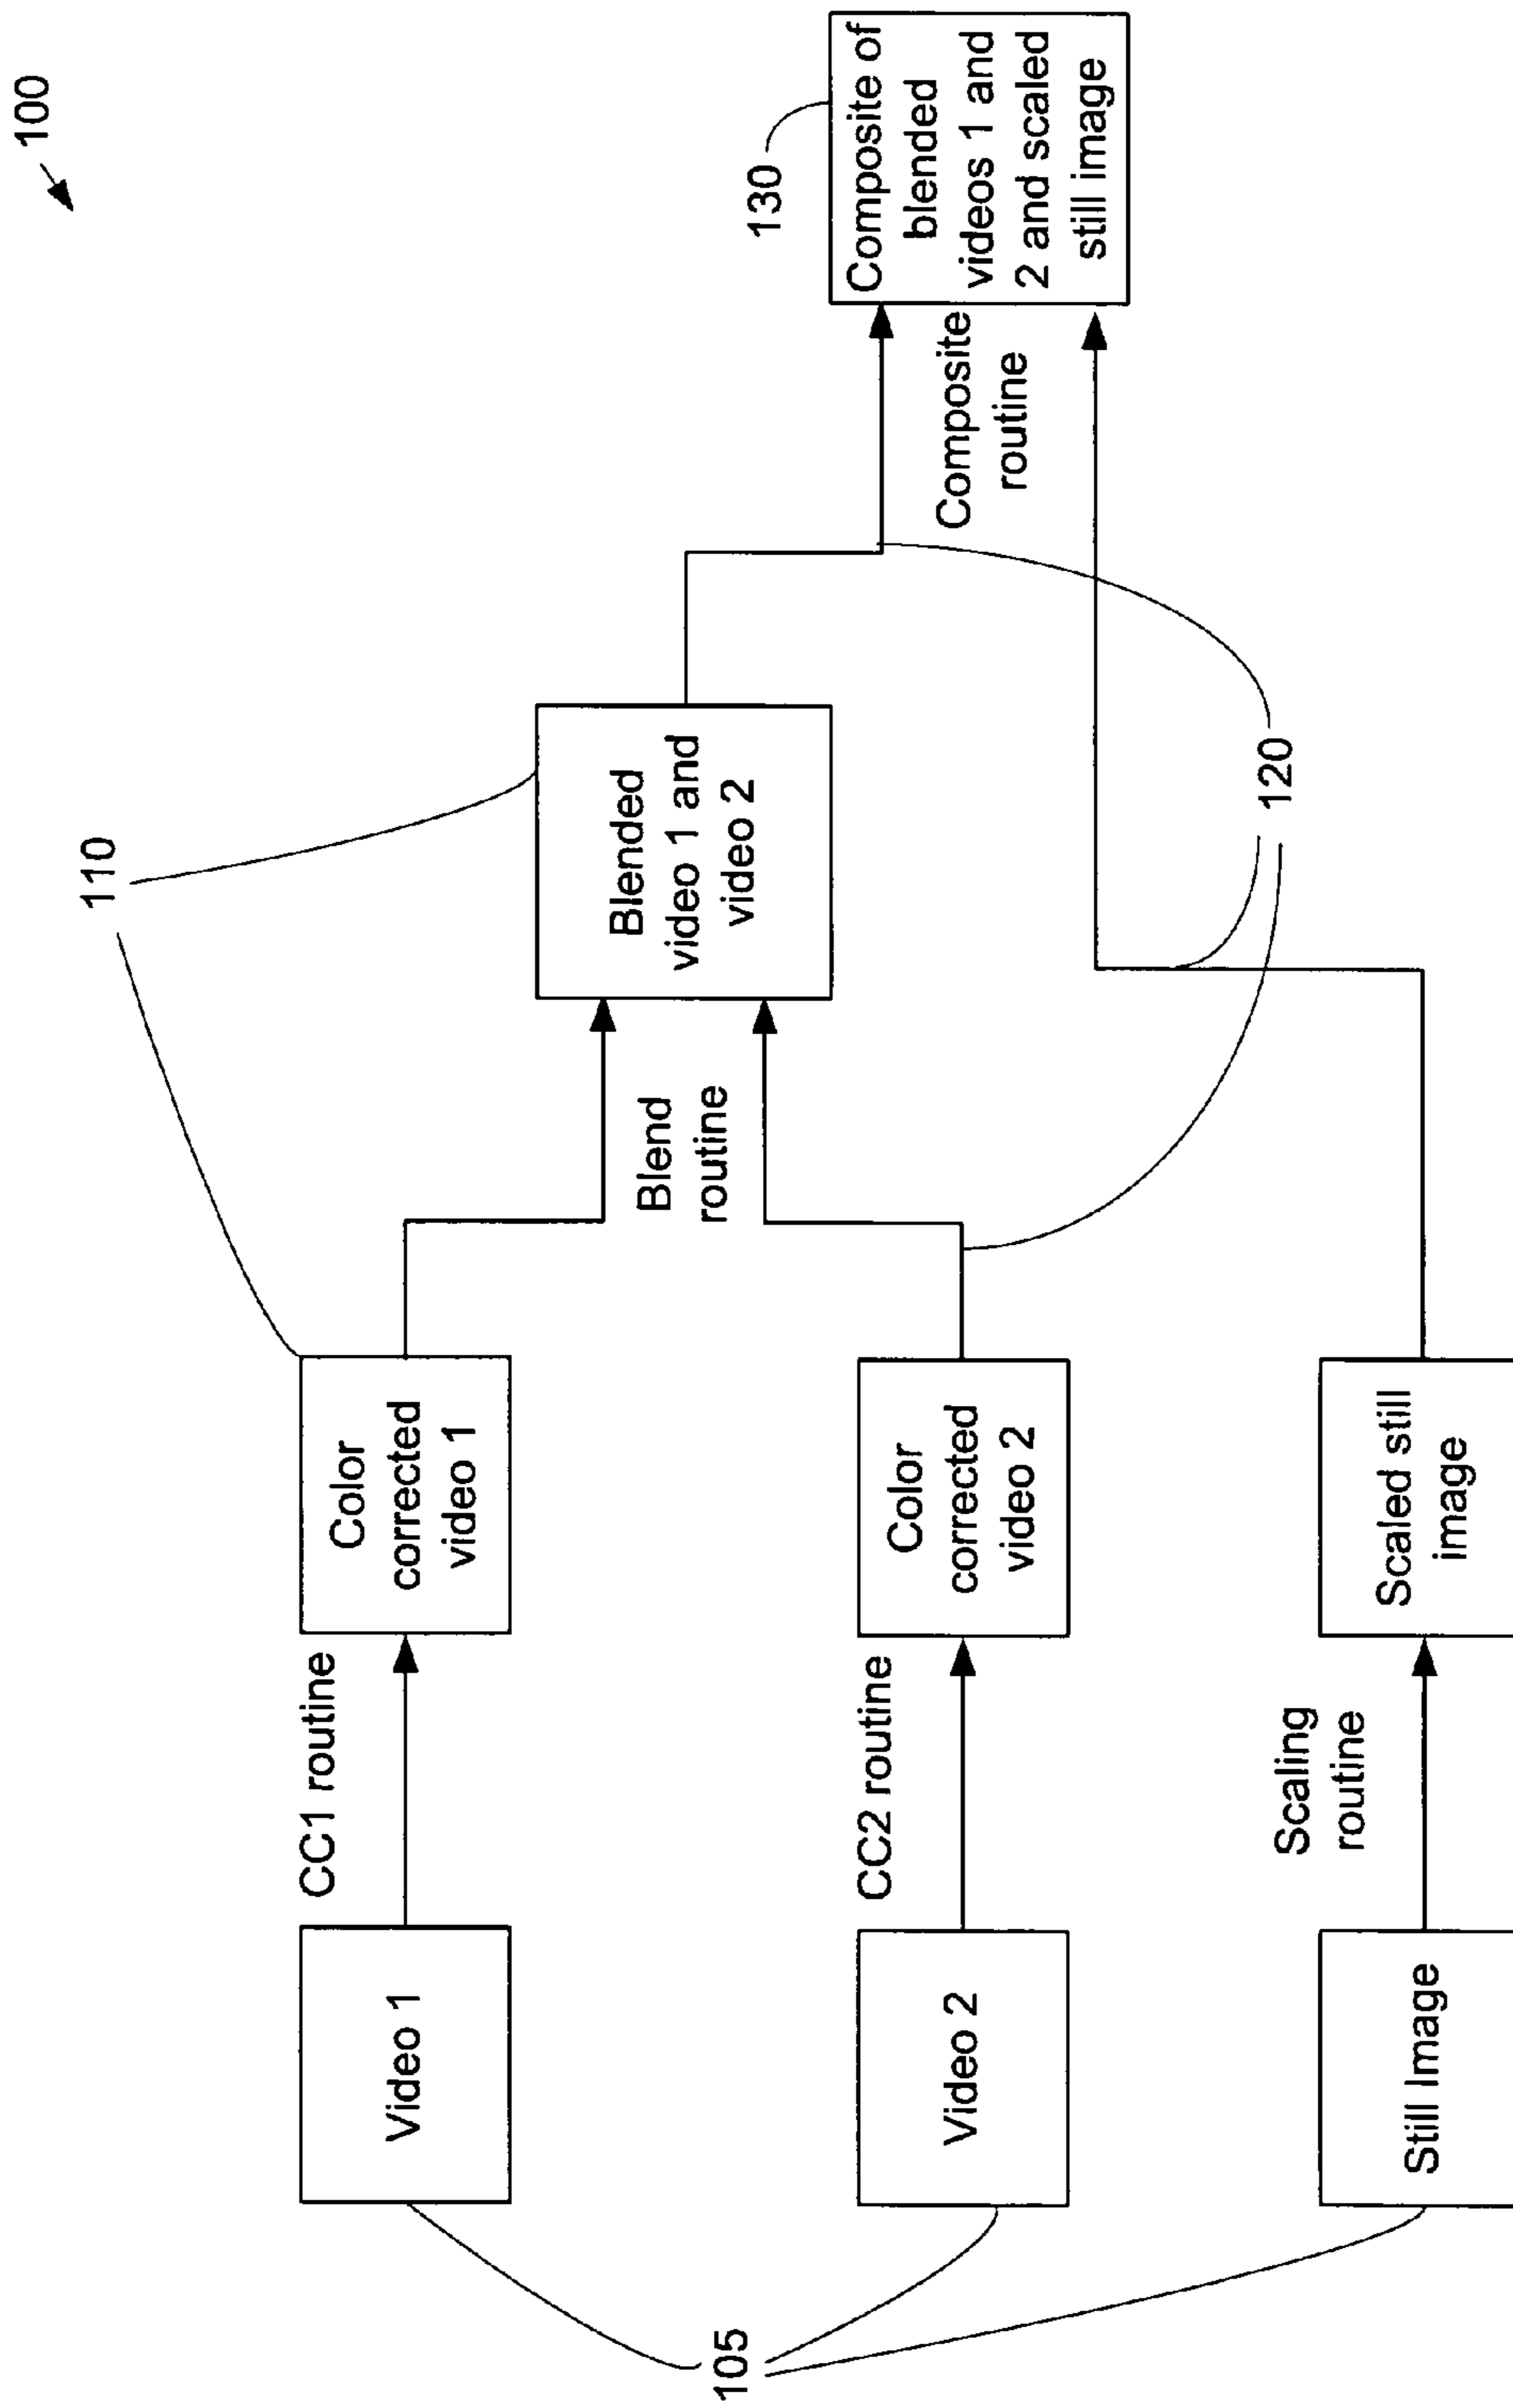 100
110
Video 1
CC1 routine
Color
corrected
video 1
Blended
video 1 and
video 2
Blend
routine
130
Composite of
blended
videos 1 and
2 and scaled
still image
Composite
routine
Video 2
CC2 routine
Color
corrected
video 2
105
120
Still Image
Scaling
routine
Scaled still
image